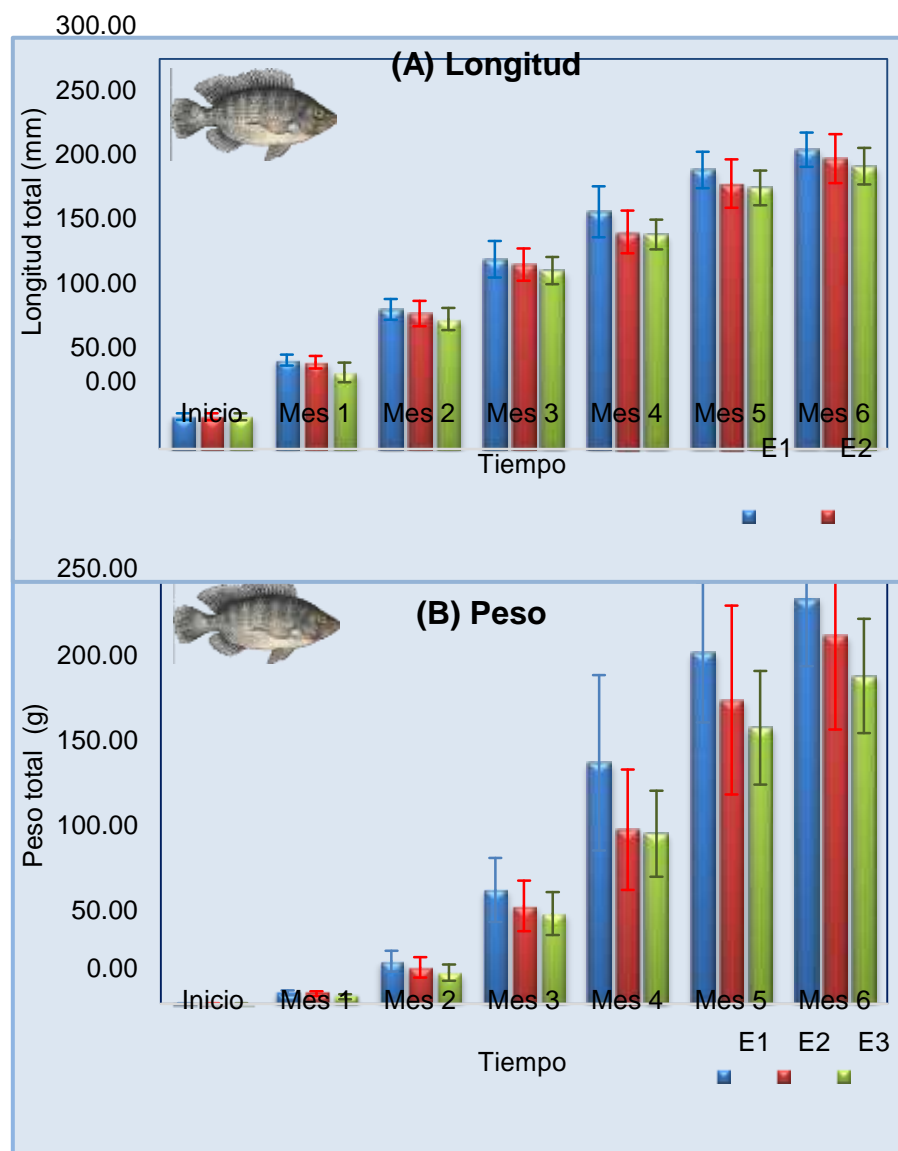 300.00
(A) Longitud
250.00
200.00
150.00
100.00
50.00
0.00
Longitud total (mm)
Inicio Mes 1 Mes 2 Mes 3 Mes 4 Mes 5 Mes 6
Tiempo
E1 E2
250.00
(B) Peso
200.00
150.00
100.00
50.00
0.00
Peso total (g)
Inicio Mes 1 Mes 2 Mes 3 Mes 4 Mes 5 Mes 6
Tiempo
E1 E2 E3